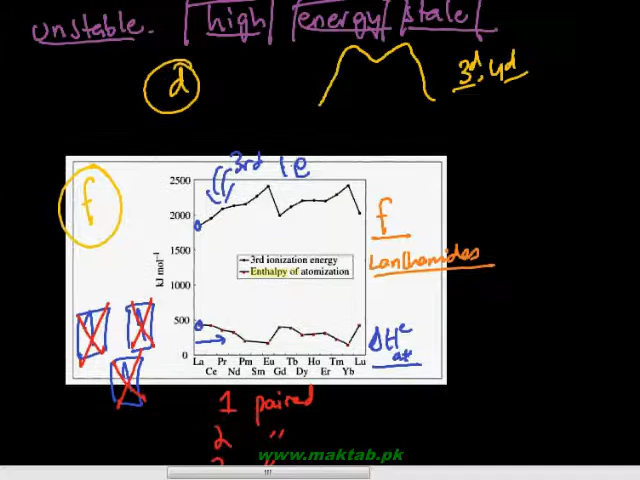 unstable. high energy state
d
3d, 4d
3rd I e
f
2500
2000
1500
1000
500
0
kJ mol⁻¹
3rd ionization energy
Enthalpy of atomization
f
Lanthanides
ΔH°
at
La Pr Pm Eu Tb Ho Tm Lu
Ce Nd Sm Gd Dy Er Yb
1 paired
2 "
www.maktab.pk